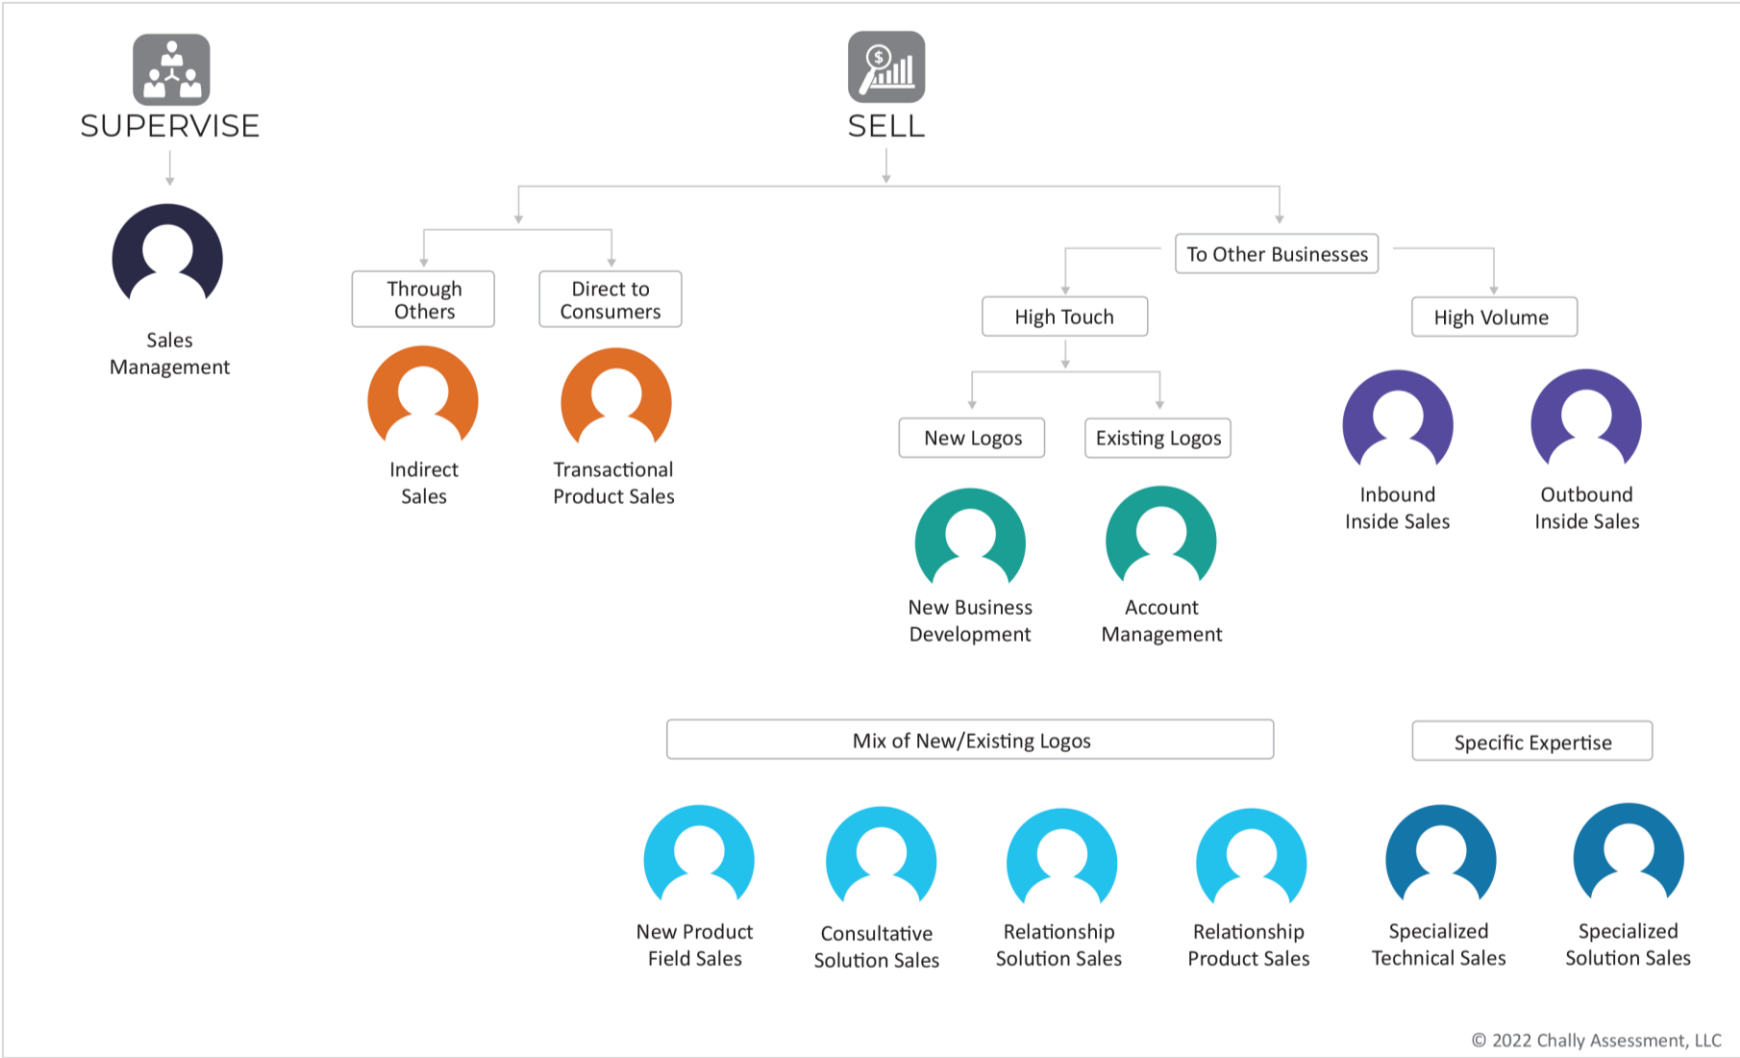 SUPERVISE
SELL
Sales
Management
Through
Others
Direct to
Consumers
Indirect
Sales
Transactional
Product Sales
To Other Businesses
High Touch
High Volume
New Logos
Existing Logos
New Business
Development
Account
Management
Inbound
Inside Sales
Outbound
Inside Sales
Mix of New/Existing Logos
Specific Expertise
New Product
Field Sales
Consultative
Solution Sales
Relationship
Solution Sales
Relationship
Product Sales
Specialized
Technical Sales
Specialized
Solution Sales
© 2022 Chally Assessment, LLC
$